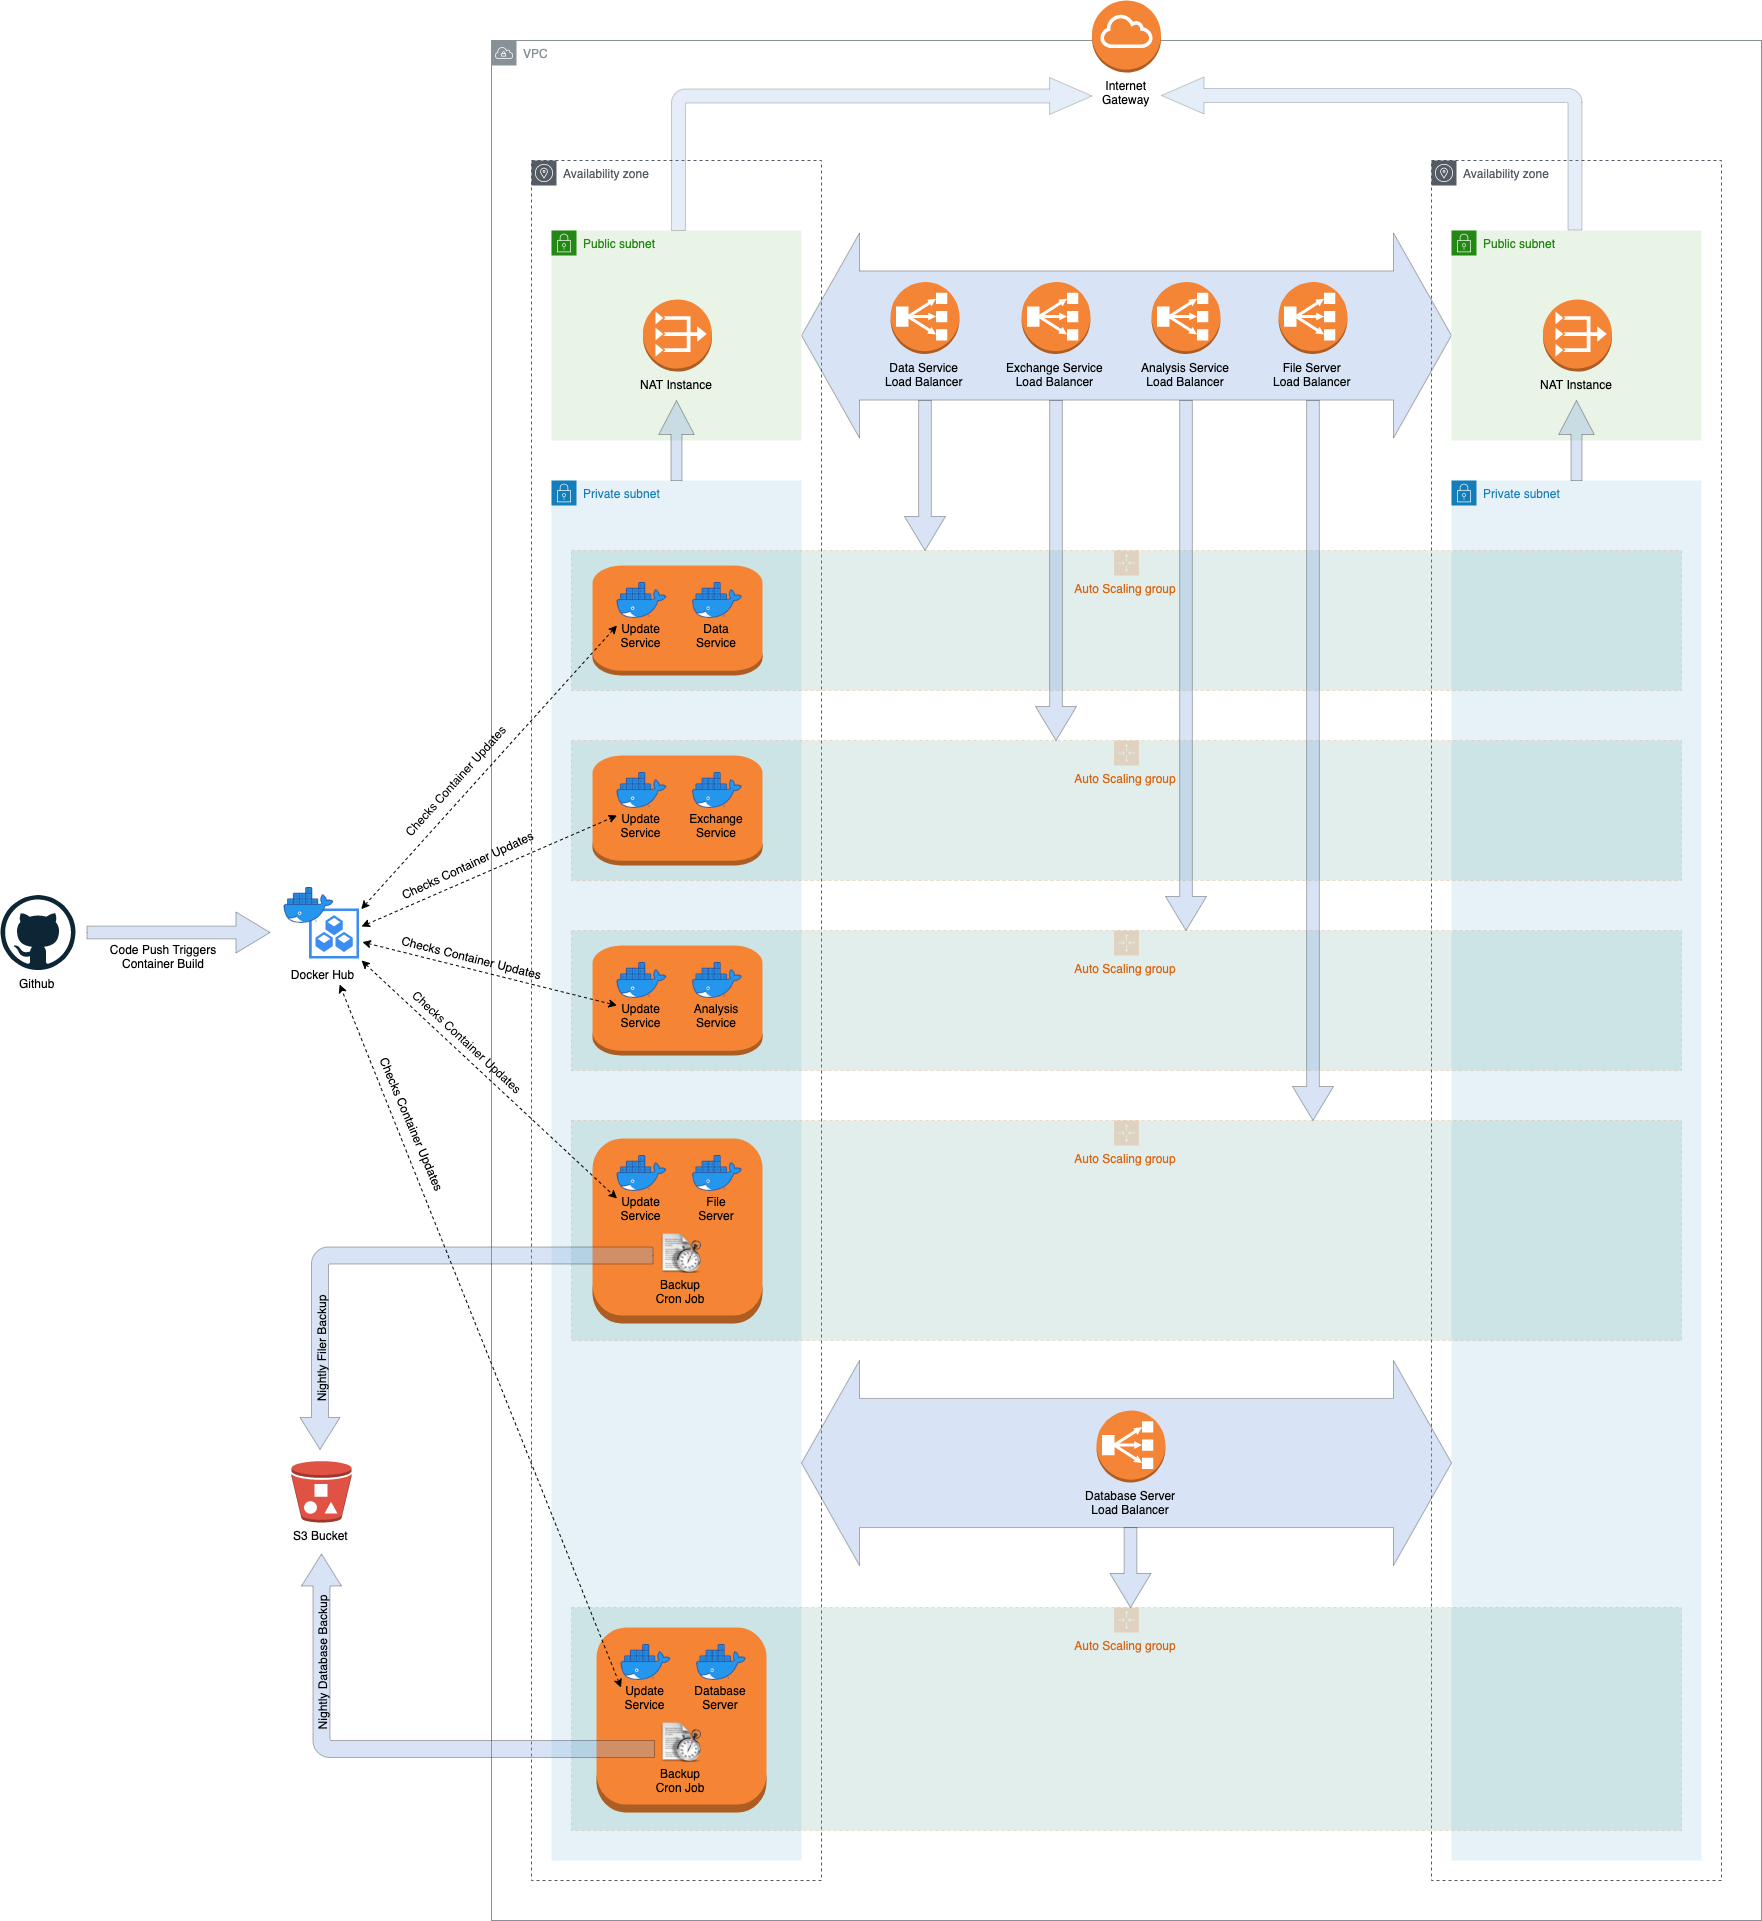 VPC
Internet
Gateway
Availability zone
Availability zone
Public subnet
Public subnet
NAT Instance
Data Service
Load Balancer
Exchange Service
Load Balancer
Analysis Service
Load Balancer
File Server
Load Balancer
NAT Instance
Private subnet
Private subnet
Auto Scaling group
Update
Service
Data
Service
Checks Container Updates
Auto Scaling group
Update
Service
Exchange
Service
Checks Container Updates
Github
Code Push Triggers
Container Build
Docker Hub
Checks Container Updates
Auto Scaling group
Update
Service
Analysis
Service
Checks Container Updates
Checks Container Updates
Auto Scaling group
Update
Service
File
Server
Backup
Cron Job
Nightly Filer Backup
S3 Bucket
Database Server
Load Balancer
Nightly Database Backup
Auto Scaling group
Update
Service
Database
Server
Backup
Cron Job